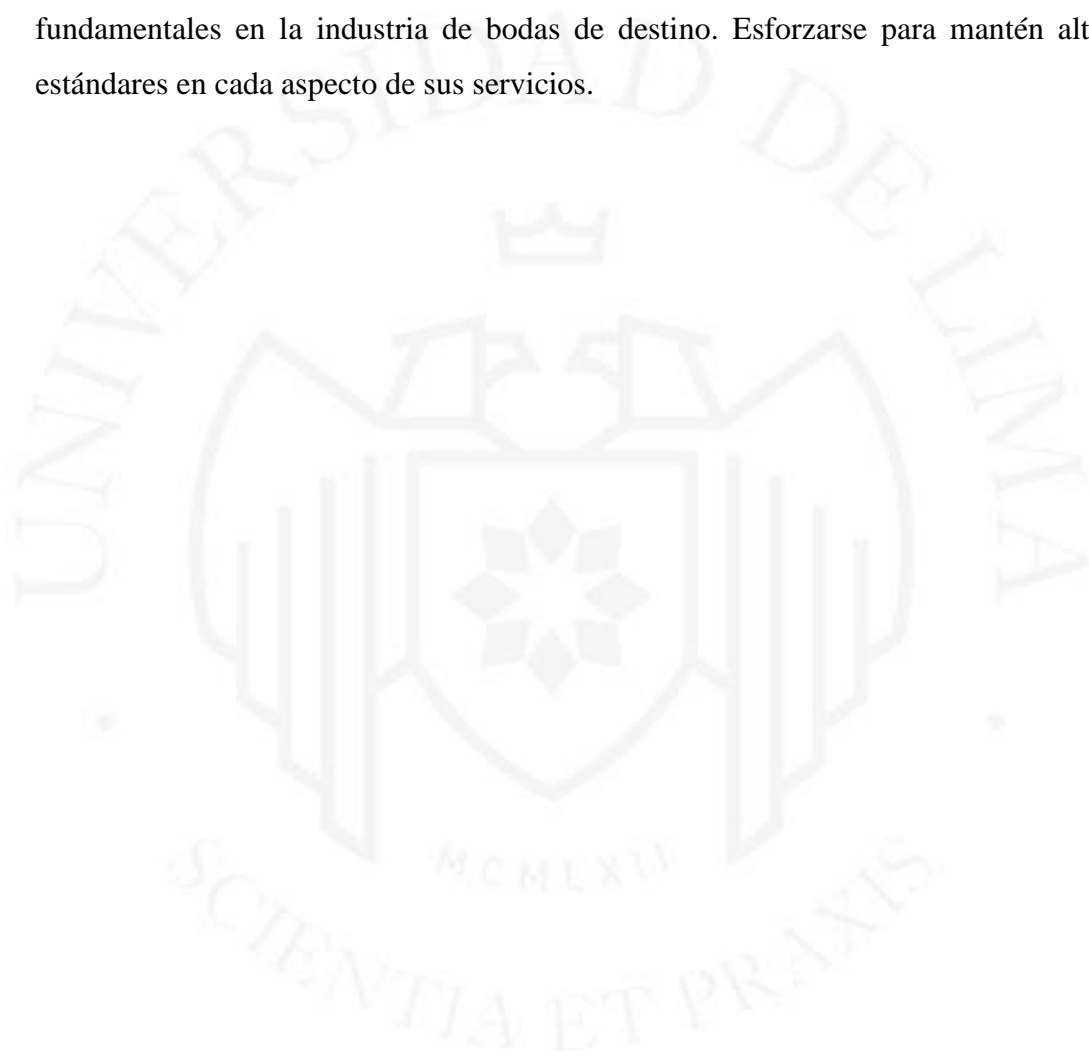 fundamentales en la industria de bodas de destino. Esforzarse para mantén alt
estándares en cada aspecto de sus servicios.
UNIVERSIDAD DE LIMA
MCMLXII
SCIENTIA ET PRAXIS